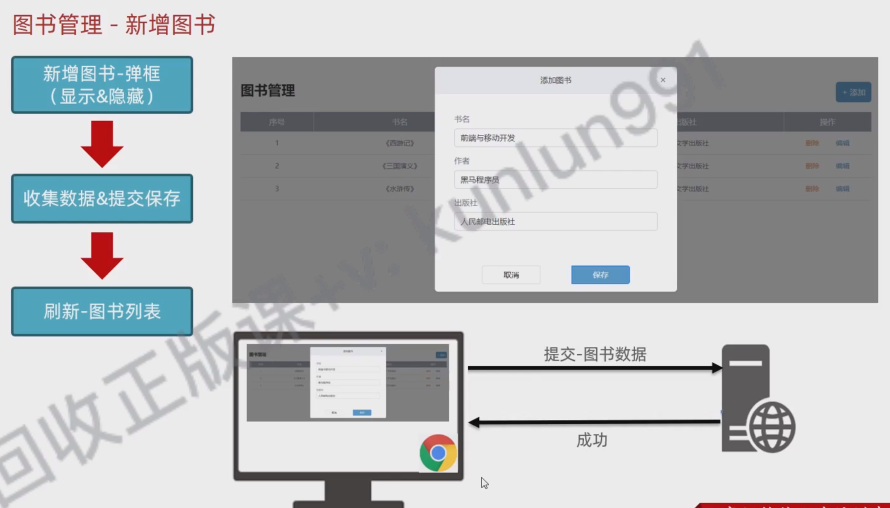 图书管理 - 新增图书
新增图书-弹框
（显示&隐藏）
收集数据&提交保存
刷新-图书列表
图书管理
+ 添加
序号 书名 出版社 操作
1 《西游记》 文学出版社 删除 编辑
2 《三国演义》 文学出版社 删除 编辑
3 《水浒传》 文学出版社 删除 编辑
添加图书 ×
书名
前端与移动开发
作者
黑马程序员
出版社
人民邮电出版社
取消 保存
提交-图书数据
成功
回收正版课+v: kunlun991